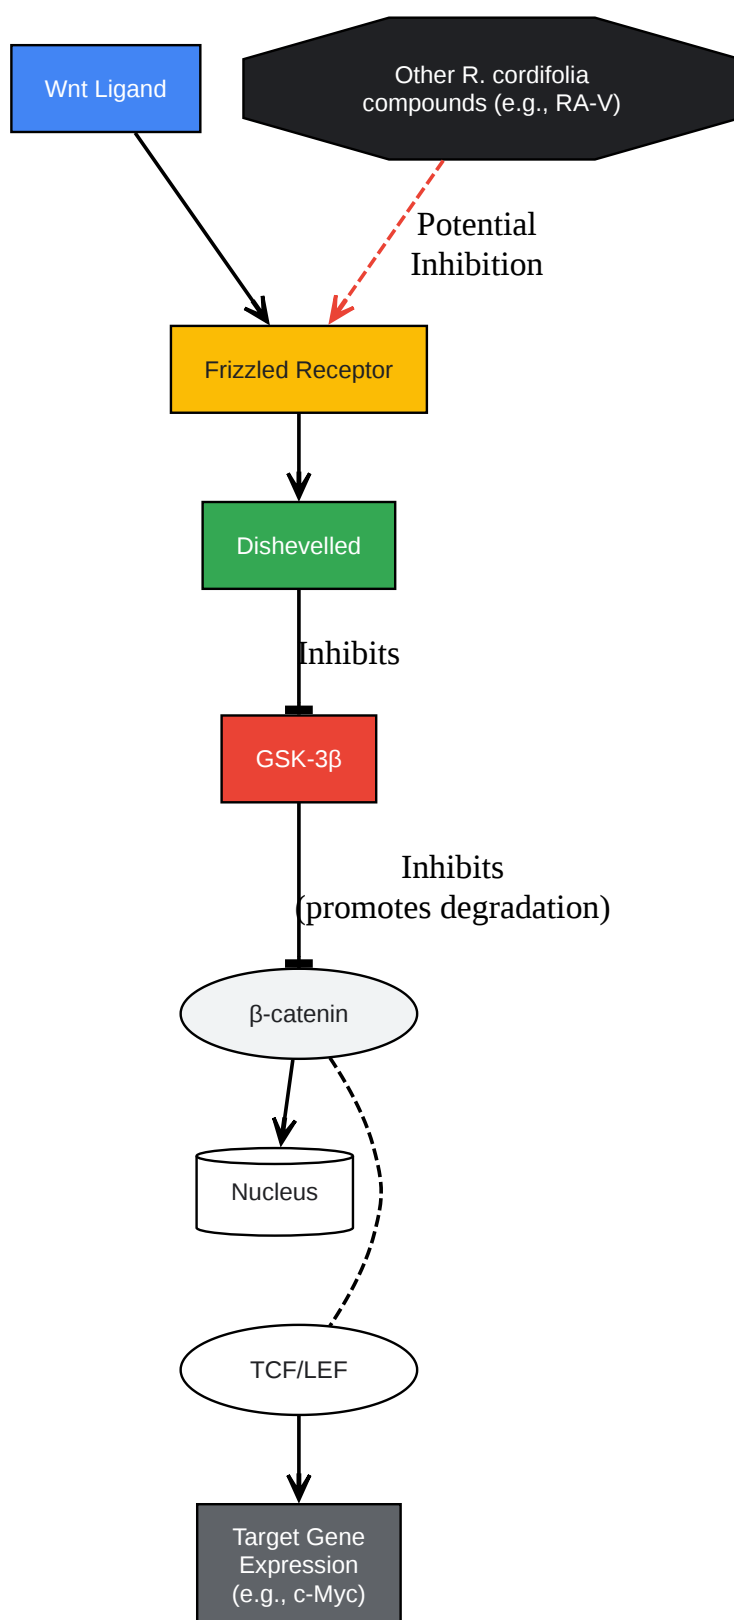 Wnt Ligand
Other R. cordifolia
compounds (e.g., RA-V)
Potential
Inhibition
Frizzled Receptor
Dishevelled
Inhibits
GSK-3β
Inhibits
(promotes degradation)
β-catenin
Nucleus
TCF/LEF
Target Gene
Expression
(e.g., c-Myc)